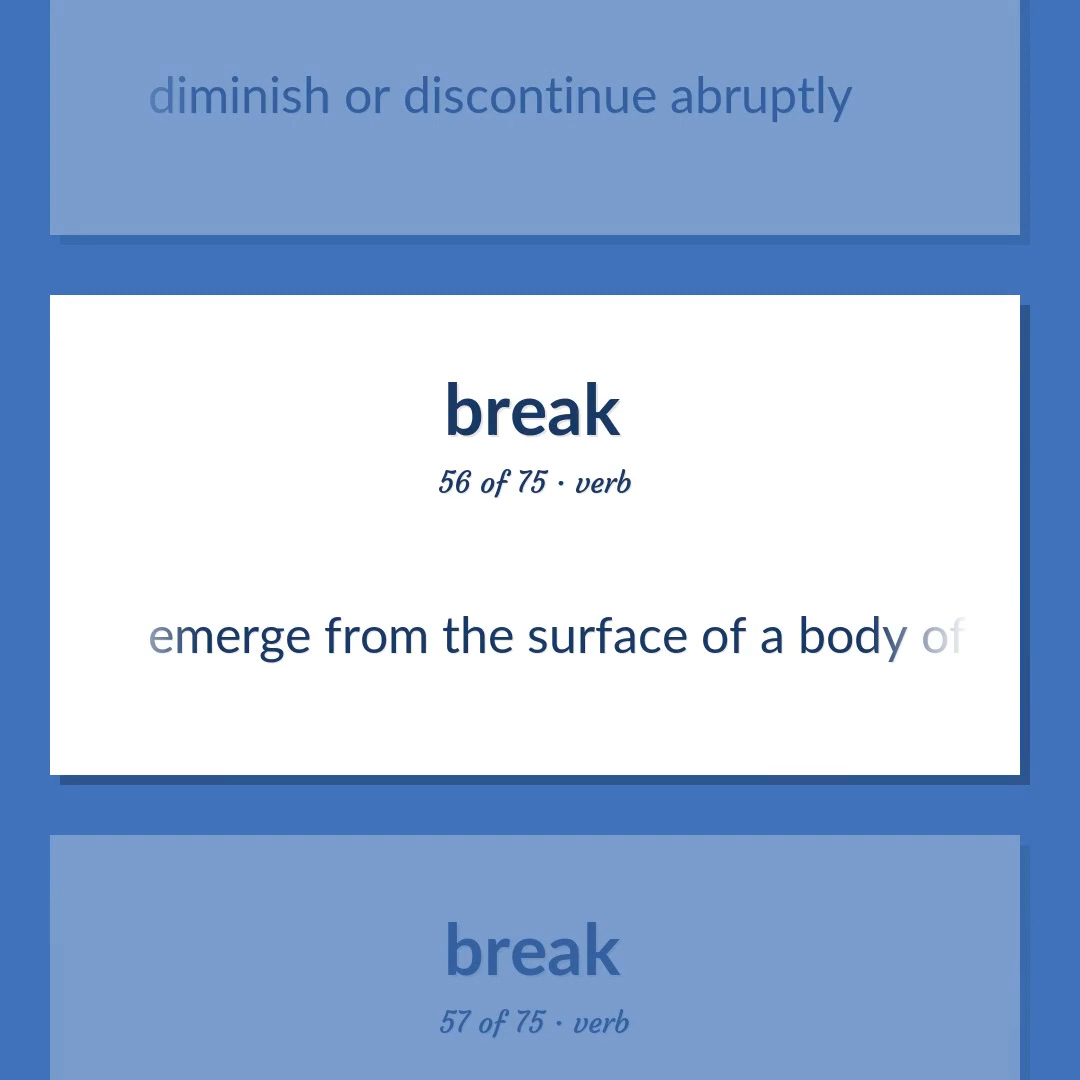 diminish or discontinue abruptly
break
56 of 75 · verb
emerge from the surface of a body of
break
57 of 75 · verb